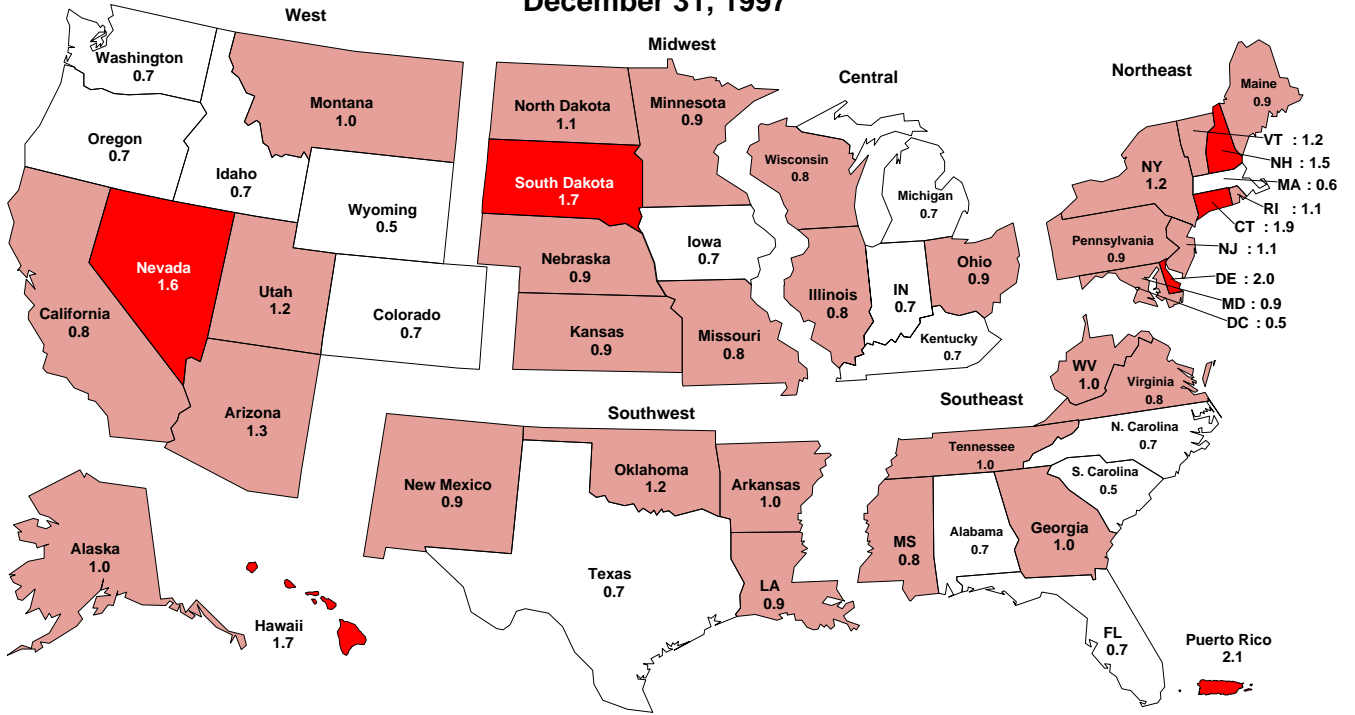 December 31, 1997
West
Washington
0.7
Oregon
0.7
Idaho
0.7
Montana
1.0
Wyoming
0.5
Nevada
1.6
Utah
1.2
Colorado
0.7
California
0.8
Arizona
1.3
Alaska
1.0
Hawaii
1.7
Midwest
North Dakota
1.1
Minnesota
0.9
South Dakota
1.7
Iowa
0.7
Nebraska
0.9
Kansas
0.9
Missouri
0.8
Central
Wisconsin
0.8
Michigan
0.7
Illinois
0.8
IN
0.7
Ohio
0.9
Kentucky
0.7
Northeast
Maine
0.9
VT : 1.2
NH : 1.5
NY
1.2
MA : 0.6
RI : 1.1
CT : 1.9
Pennsylvania
0.9
NJ : 1.1
DE : 2.0
MD : 0.9
DC : 0.5
Southwest
New Mexico
0.9
Oklahoma
1.2
Arkansas
1.0
Texas
0.7
LA
0.9
Southeast
WV
1.0
Virginia
0.8
N. Carolina
0.7
Tennessee
1.0
S. Carolina
0.5
MS
0.8
Alabama
0.7
Georgia
1.0
FL
0.7
Puerto Rico
2.1